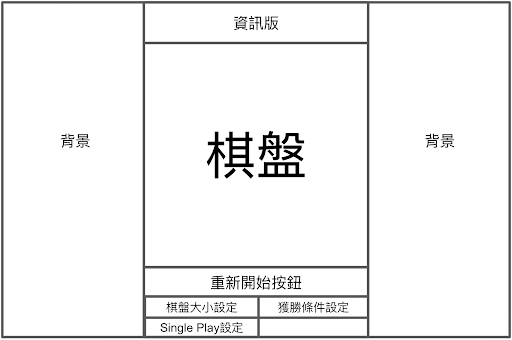 資訊版
背景
棋盤
背景
重新開始按鈕
棋盤大小設定
獲勝條件設定
Single Play設定